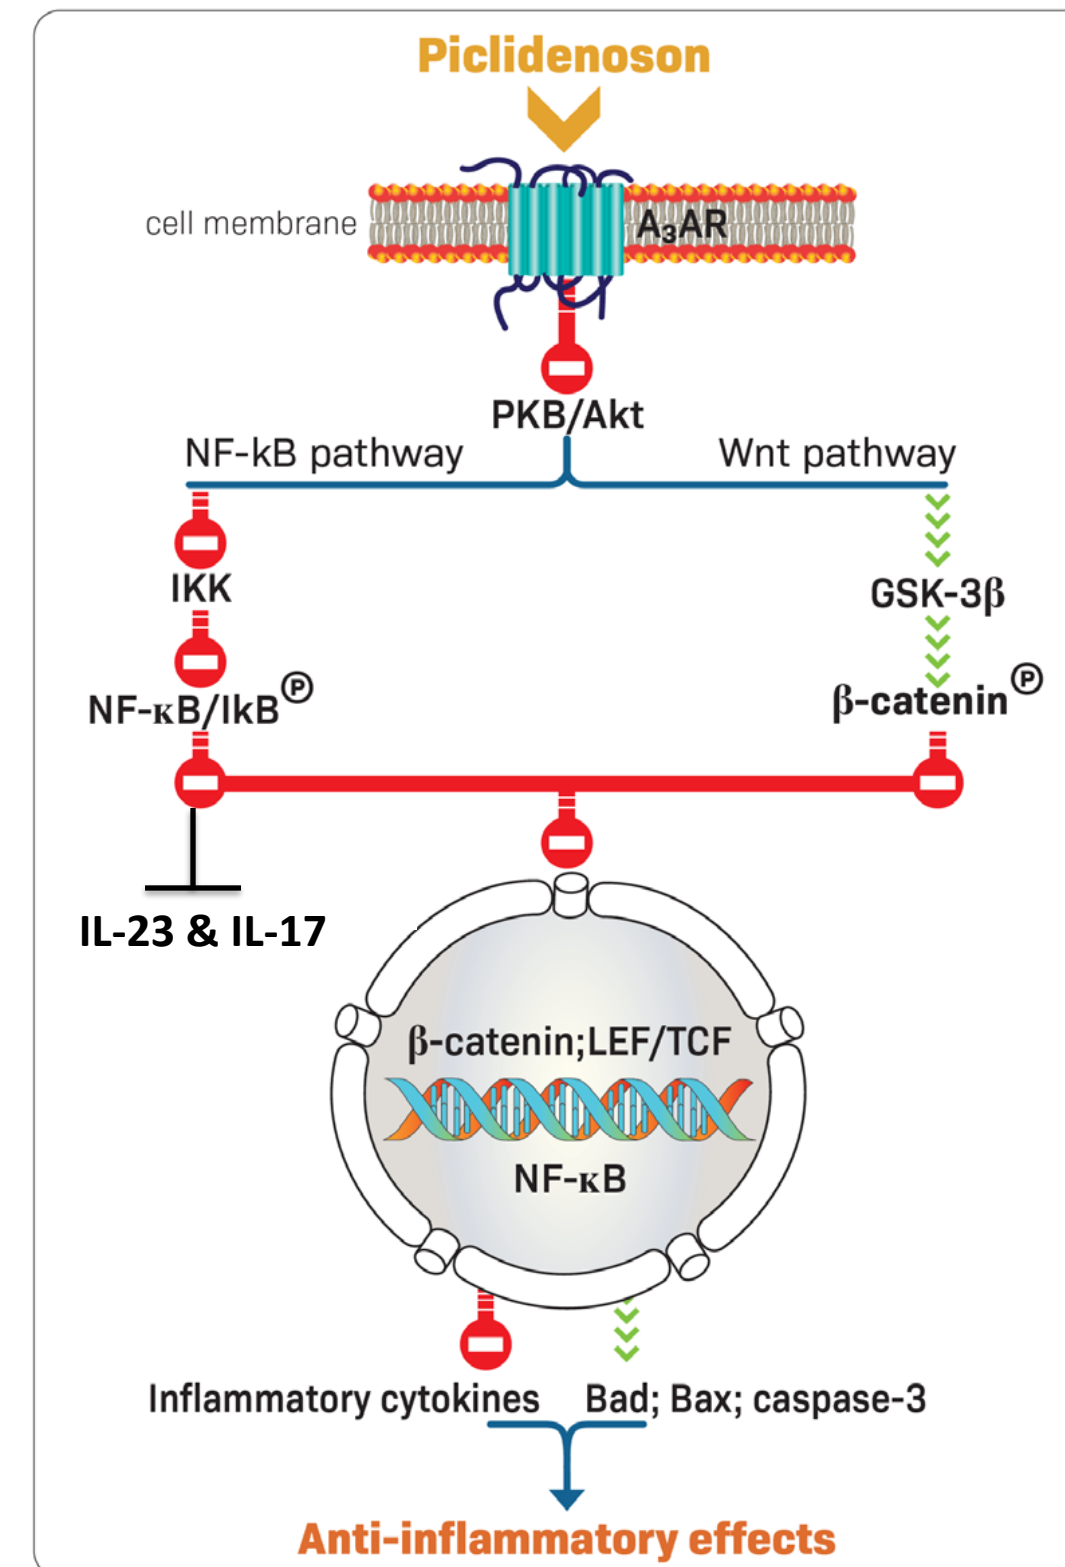 Piclidenoson
cell membrane
A₃AR
PKB/Akt
NF-kB pathway
Wnt pathway
IKK
GSK-3β
NF-κB/IkB Ⓟ
β-catenin Ⓟ
IL-23 & IL-17
β-catenin;LEF/TCF
NF-κB
Inflammatory cytokines
Bad; Bax; caspase-3
Anti-inflammatory effects